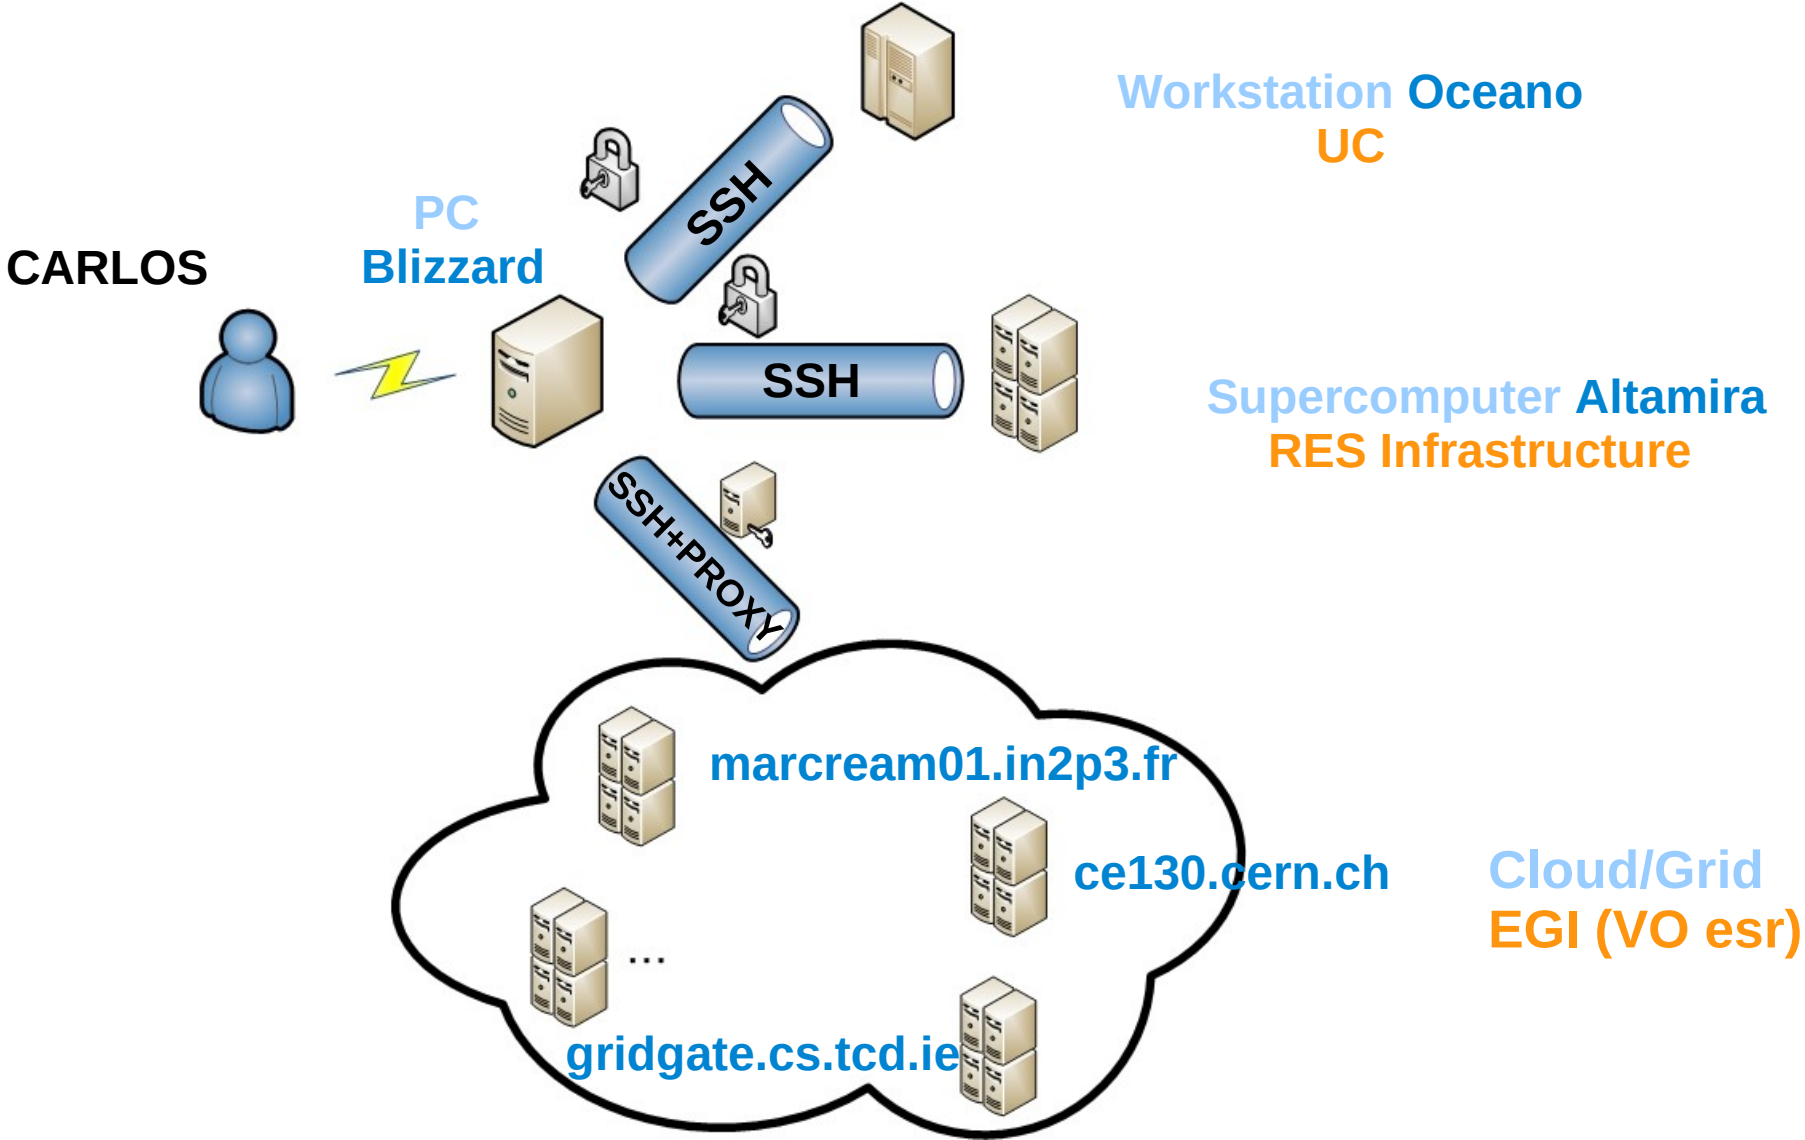 Workstation Oceano
UC
SSH
PC
Blizzard
CARLOS
SSH
Supercomputer Altamira
RES Infrastructure
SSH+PROXY
marcream01.in2p3.fr
ce130.cern.ch
Cloud/Grid
EGI (VO esr)
...
gridgate.cs.tcd.ie